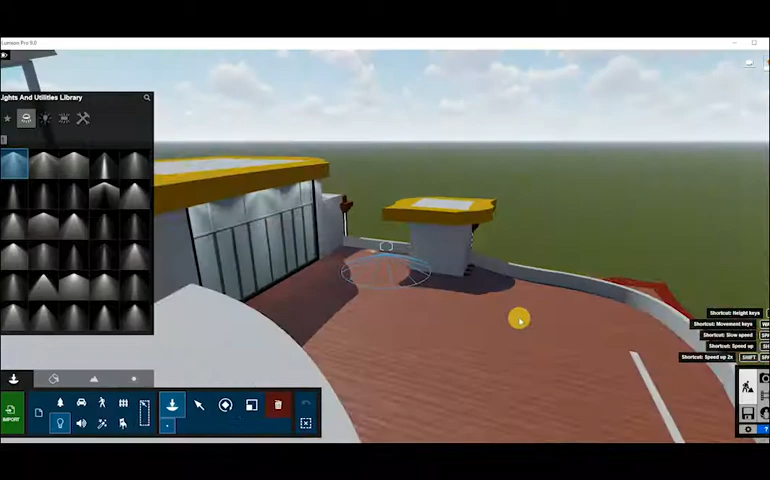 Lumion Pro 9.0
Lights And Utilities Library
Shortcut: Height keys
Shortcut: Movement keys
Shortcut: Slow speed
Shortcut: Speed up
Shortcut: Speed up 2x SHIFT
IMPORT